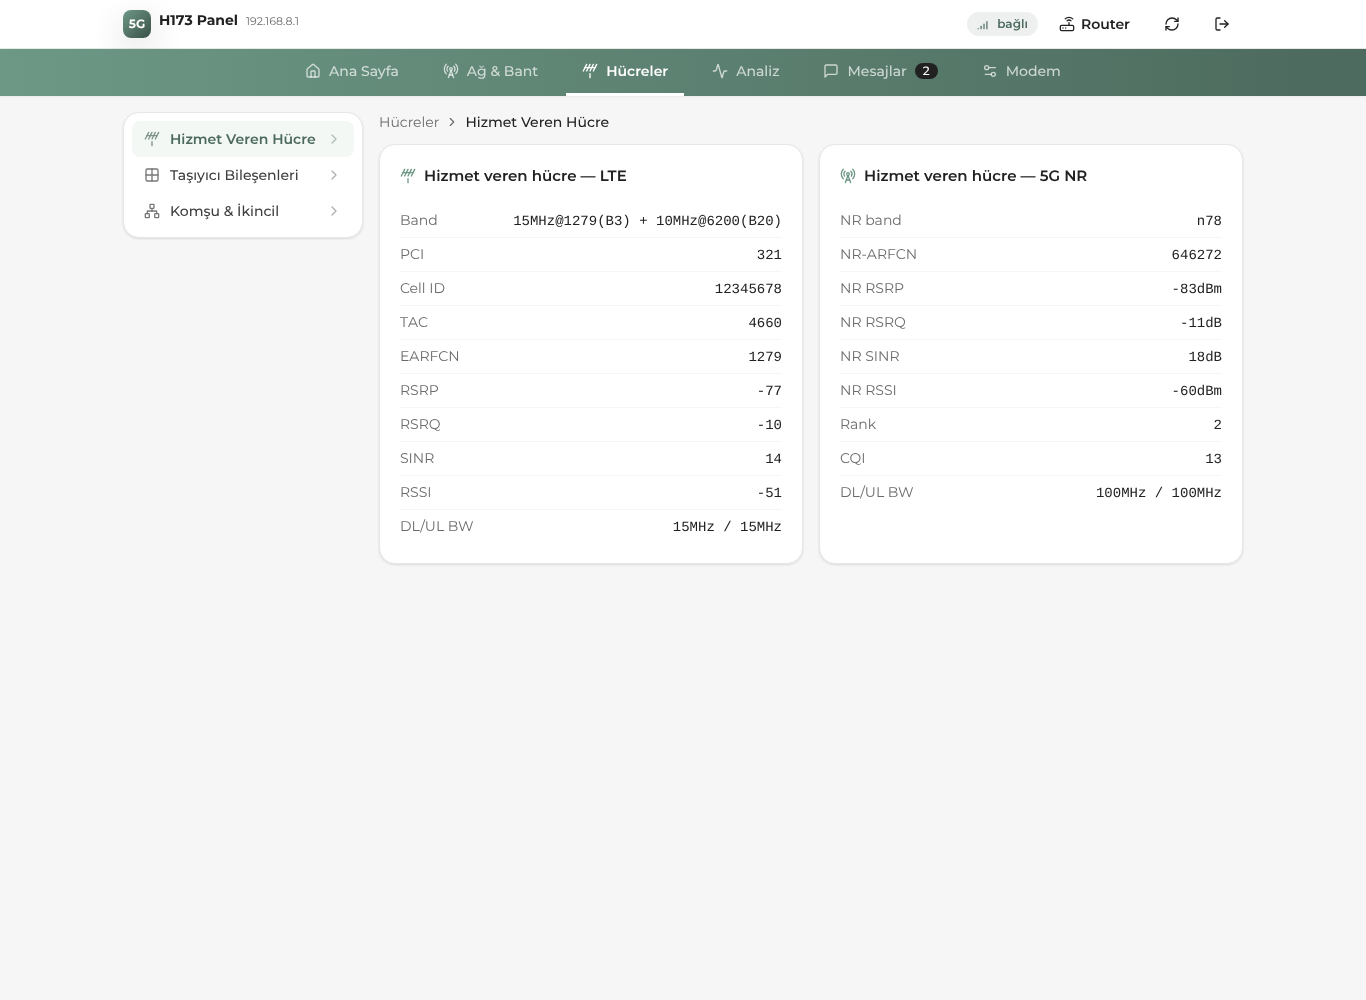 5G H173 Panel 192.168.8.1
bağlı Router
Ana Sayfa Ağ & Bant Hücreler Analiz Mesajlar 2 Modem
Hizmet Veren Hücre
Taşıyıcı Bileşenleri
Komşu & İkincil
Hücreler > Hizmet Veren Hücre
Hizmet veren hücre — LTE
Band 15MHz@1279(B3) + 10MHz@6200(B20)
PCI 321
Cell ID 12345678
TAC 4660
EARFCN 1279
RSRP -77
RSRQ -10
SINR 14
RSSI -51
DL/UL BW 15MHz / 15MHz
Hizmet veren hücre — 5G NR
NR band n78
NR-ARFCN 646272
NR RSRP -83dBm
NR RSRQ -11dB
NR SINR 18dB
NR RSSI -60dBm
Rank 2
CQI 13
DL/UL BW 100MHz / 100MHz